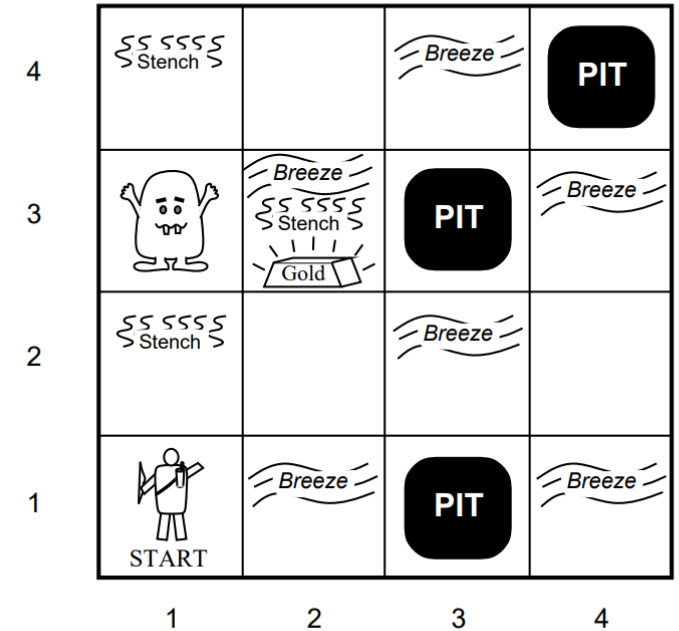 4
Stench
Breeze
PIT
3
Breeze
Stench
Gold
PIT
Breeze
2
Stench
Breeze
1
START
Breeze
PIT
Breeze
1 2 3 4